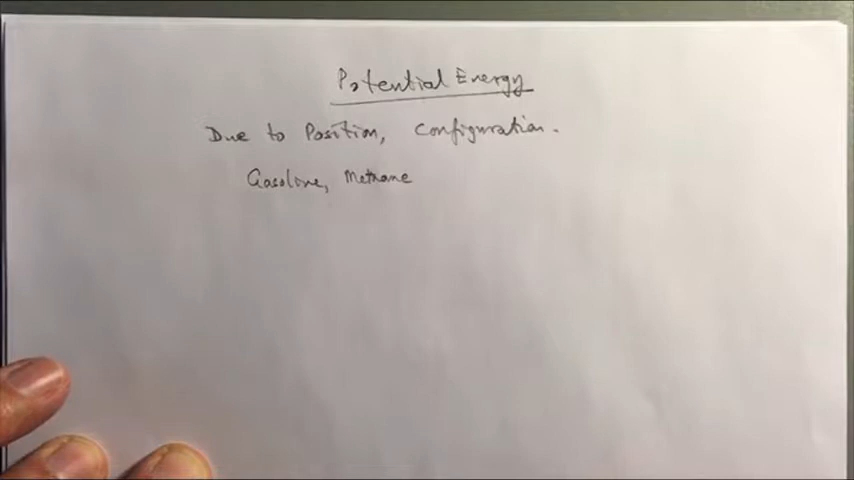 Potential Energy
Due to Position, Configuration.
Gasoline, Methane